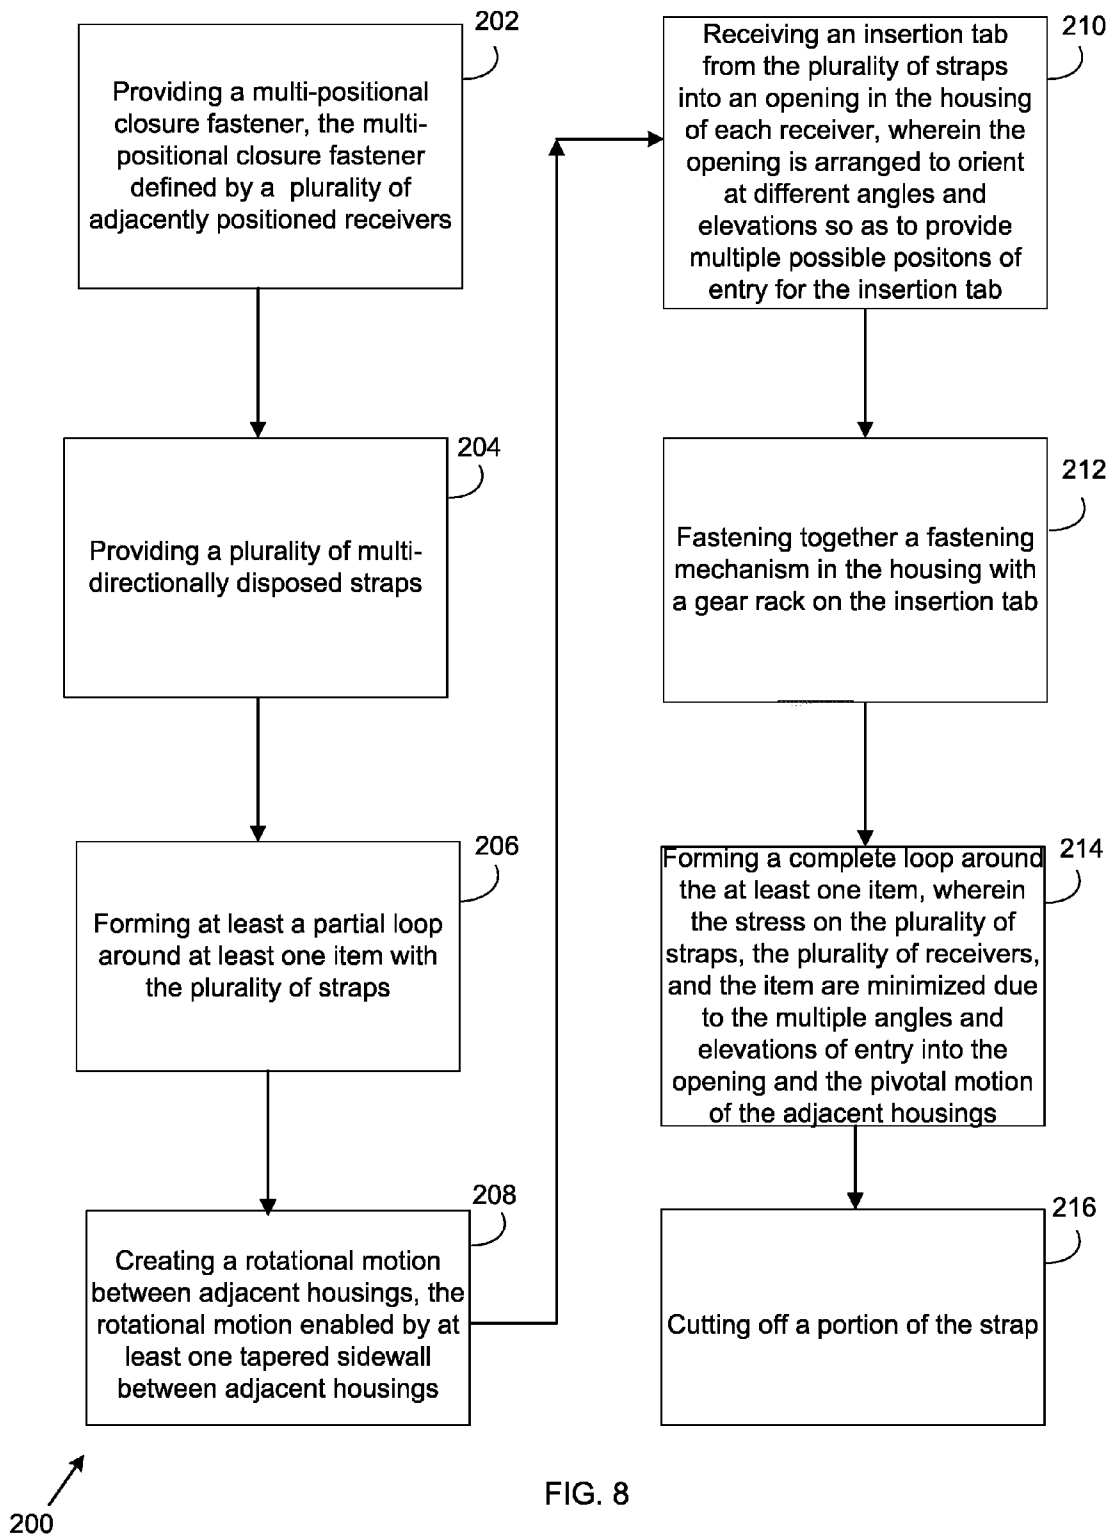 202
Providing a multi-positional
closure fastener, the multi-
positional closure fastener
defined by a plurality of
adjacently positioned receivers
204
Providing a plurality of multi-
directionally disposed straps
206
Forming at least a partial loop
around at least one item with
the plurality of straps
208
Creating a rotational motion
between adjacent housings, the
rotational motion enabled by at
least one tapered sidewall
between adjacent housings
210
Receiving an insertion tab
from the plurality of straps
into an opening in the housing
of each receiver, wherein the
opening is arranged to orient
at different angles and
elevations so as to provide
multiple possible positons of
entry for the insertion tab
212
Fastening together a fastening
mechanism in the housing with
a gear rack on the insertion tab
214
Forming a complete loop around
the at least one item, wherein
the stress on the plurality of
straps, the plurality of receivers,
and the item are minimized due
to the multiple angles and
elevations of entry into the
opening and the pivotal motion
of the adjacent housings
216
Cutting off a portion of the strap
200
FIG. 8